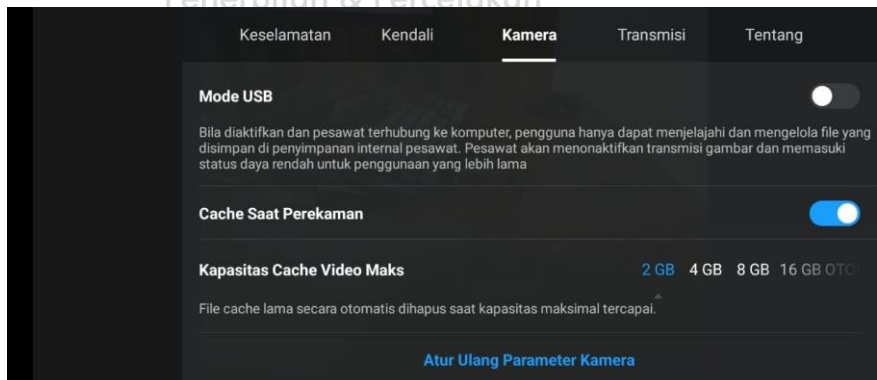 Penerbitan & Percetakan
Keselamatan Kendali Kamera Transmisi Tentang
Mode USB
Bila diaktifkan dan pesawat terhubung ke komputer, pengguna hanya dapat menjelajahi dan mengelola file yang
disimpan di penyimpanan internal pesawat. Pesawat akan menonaktifkan transmisi gambar dan memasuki
status daya rendah untuk penggunaan yang lebih lama
Cache Saat Perekaman
Kapasitas Cache Video Maks 2 GB 4 GB 8 GB 16 GB OTO
File cache lama secara otomatis dihapus saat kapasitas maksimal tercapai.
Atur Ulang Parameter Kamera